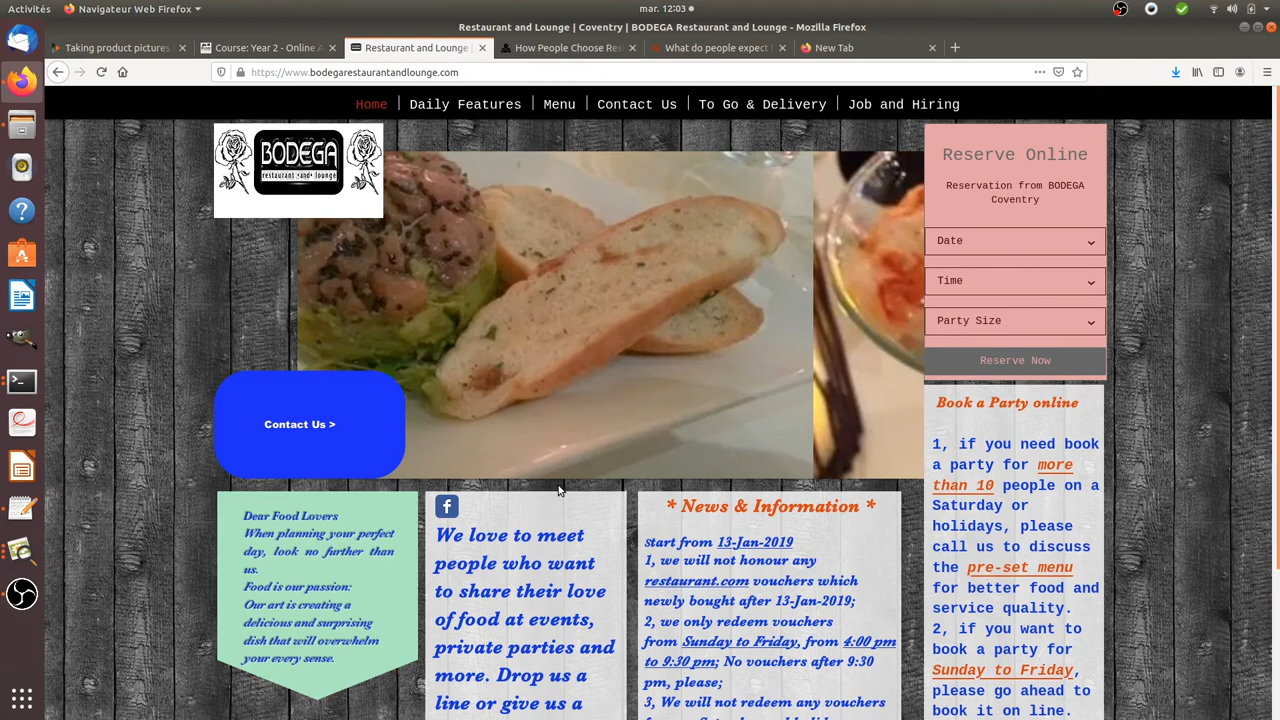 Activités
Navigateur Web Firefox
mar. 12:03
Restaurant and Lounge | Coventry | BODEGA Restaurant and Lounge - Mozilla Firefox
Taking product pictures
Course: Year 2 - Online A
Restaurant and Lounge |
How People Choose Res
What do people expect f
New Tab
https://www.bodegarestaurantandlounge.com
Home
Daily Features
Menu
Contact Us
To Go & Delivery
Job and Hiring
BODEGA
restaurant and lounge
Contact Us >
Reserve Online
Reservation from BODEGA
Coventry
Date
Time
Party Size
Reserve Now
Dear Food Lovers
When planning your perfect
day, look no further than
us.
Food is our passion:
Our art is creating a
delicious and surprising
dish that will overwhelm
your every sense.
We love to meet
people who want
to share their love
of food at events,
private parties and
more. Drop us a
line or give us a
* News & Information *
start from 13-Jan-2019
1, we will not honour any
restaurant.com vouchers which
newly bought after 13-Jan-2019;
2, we only redeem vouchers
from Sunday to Friday, from 4:00 pm
to 9:30 pm; No vouchers after 9:30
pm, please;
3, We will not redeem any vouchers
Book a Party online
1, if you need book
a party for more
than 10 people on a
Saturday or
holidays, please
call us to discuss
the pre-set menu
for better food and
service quality.
2, if you want to
book a party for
Sunday to Friday,
please go ahead to
book it on line.